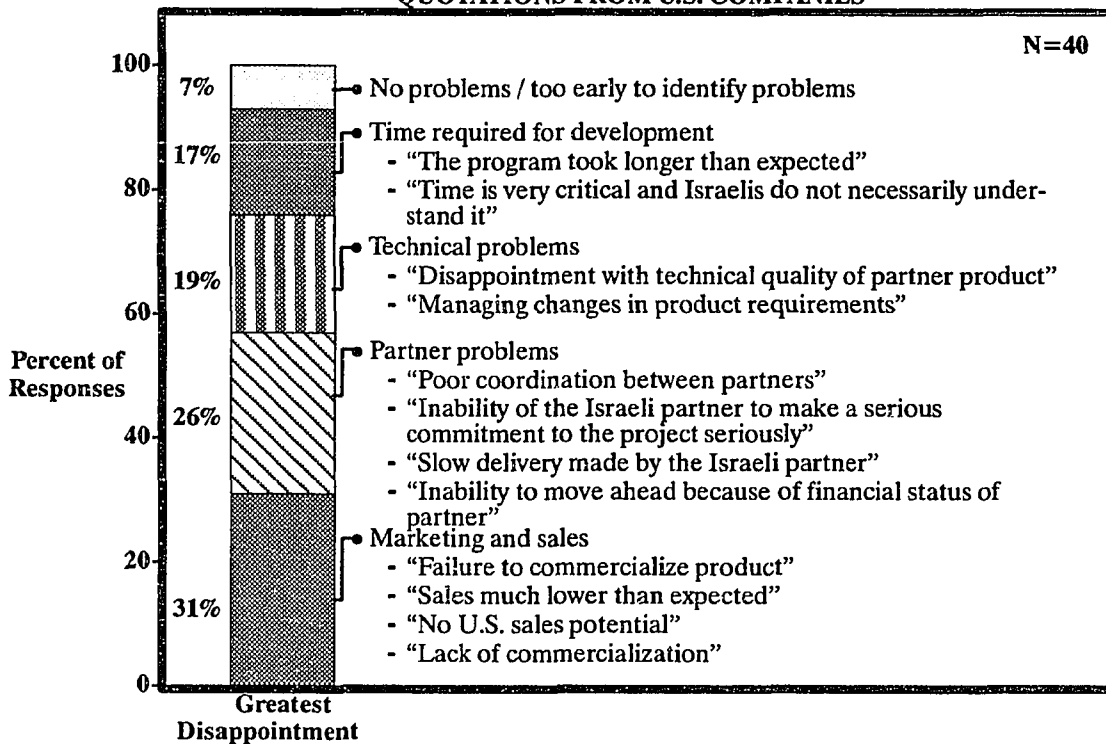 QUOTATIONS FROM U.S. COMPANIES
N=40
100
7%
• No problems / too early to identify problems
• Time required for development
17%
- “The program took longer than expected”
80
- “Time is very critical and Israelis do not necessarily under-
stand it”
• Technical problems
19%
- “Disappointment with technical quality of partner product”
- “Managing changes in product requirements”
60
Percent of
Responses
• Partner problems
- “Poor coordination between partners”
26%
- “Inability of the Israeli partner to make a serious
commitment to the project seriously”
40
- “Slow delivery made by the Israeli partner”
- “Inability to move ahead because of financial status of
partner”
• Marketing and sales
20
- “Failure to commercialize product”
- “Sales much lower than expected”
31%
- “No U.S. sales potential”
- “Lack of commercialization”
0
Greatest
Disappointment